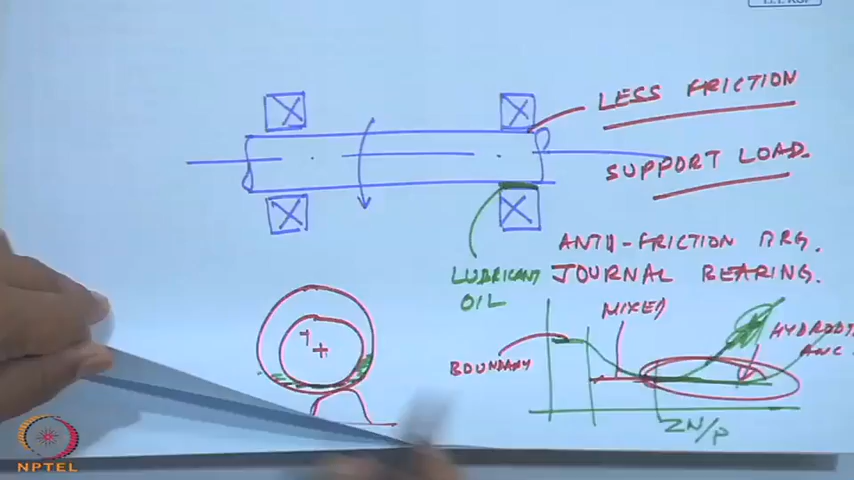 LESS FRICTION
SUPPORT LOAD.
ANTI-FRICTION BRG.
JOURNAL BEARING.
LUBRICANT
OIL
MIXED
BOUNDARY
ZN/P
NPTEL